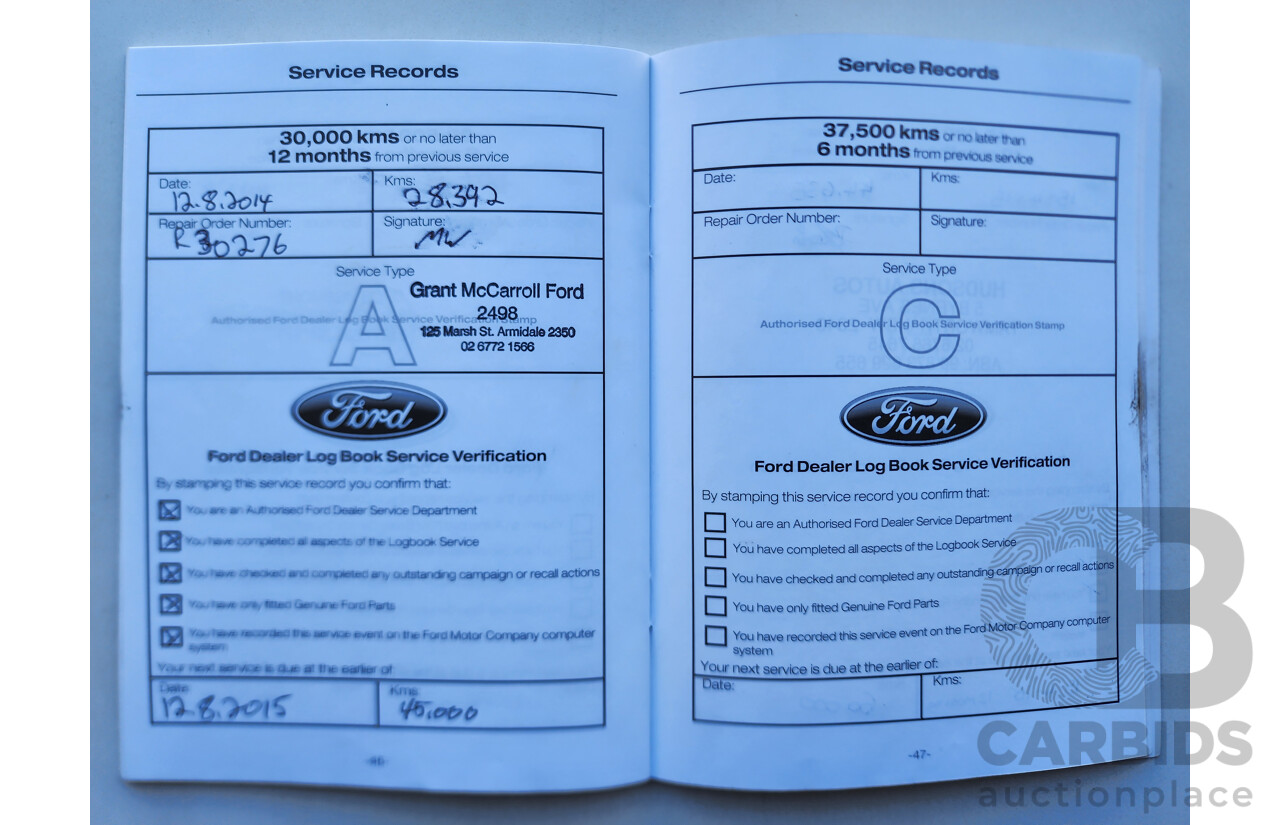 Service Records
30,000 kms or no later than
12 months from previous service
Date:
12.8.2014
Kms:
28,392
Repair Order Number:
R30276
Signature:
MW
Service Type
A
Authorised Ford Dealer Log Book Service Verification Stamp
Grant McCarroll Ford
2498
125 Marsh St. Armidale 2350
02 6772 1566
Ford
Ford Dealer Log Book Service Verification
By stamping this service record you confirm that:
You are an Authorised Ford Dealer Service Department
You have completed all aspects of the Logbook Service
You have checked and completed any outstanding campaign or recall actions
You have only fitted Genuine Ford Parts
You have recorded this service event on the Ford Motor Company computer
system
Your next service is due at the earlier of:
Date
12.8.2015
Kms:
45,000
-46-
Service Records
37,500 kms or no later than
6 months from previous service
Date:
Kms:
Repair Order Number:
Signature:
Service Type
C
Authorised Ford Dealer Log Book Service Verification Stamp
Ford
Ford Dealer Log Book Service Verification
By stamping this service record you confirm that:
You are an Authorised Ford Dealer Service Department
You have completed all aspects of the Logbook Service
You have checked and completed any outstanding campaign or recall actions
You have only fitted Genuine Ford Parts
You have recorded this service event on the Ford Motor Company computer
system
Your next service is due at the earlier of:
Date:
Kms:
-47-
CB
CARBIDS
auctionplace